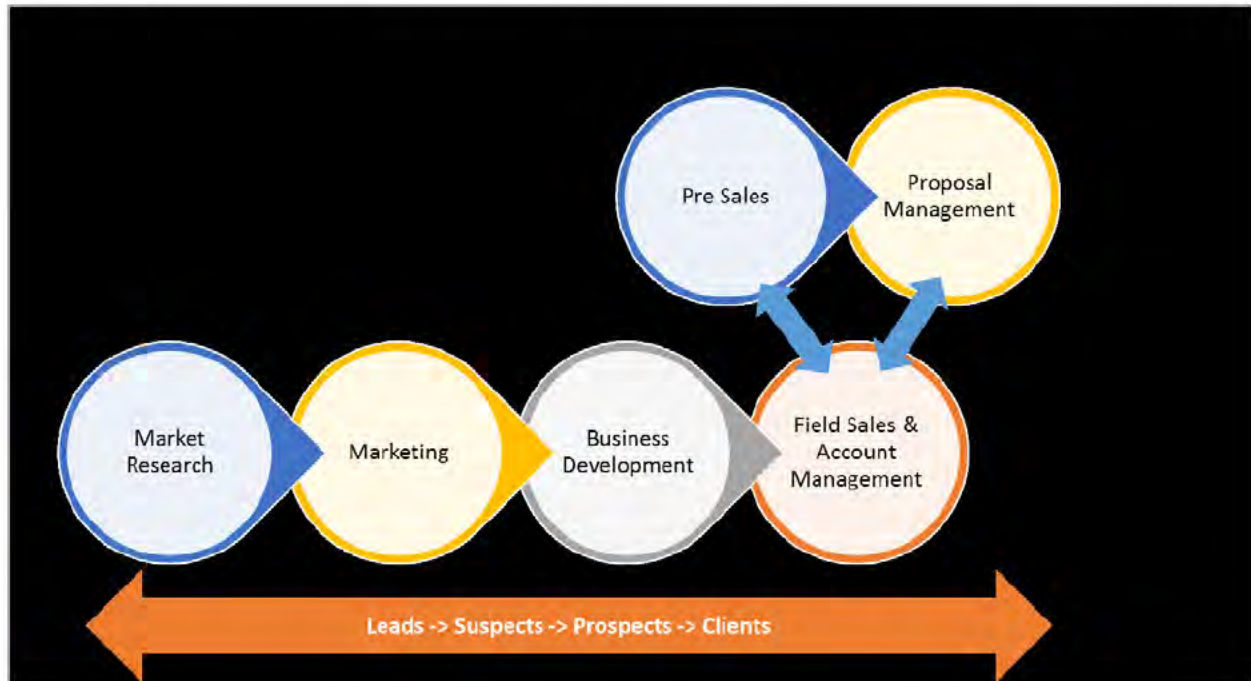 Pre Sales
Proposal
Management
Market
Research
Marketing
Business
Development
Field Sales &
Account
Management
Leads -> Suspects -> Prospects -> Clients